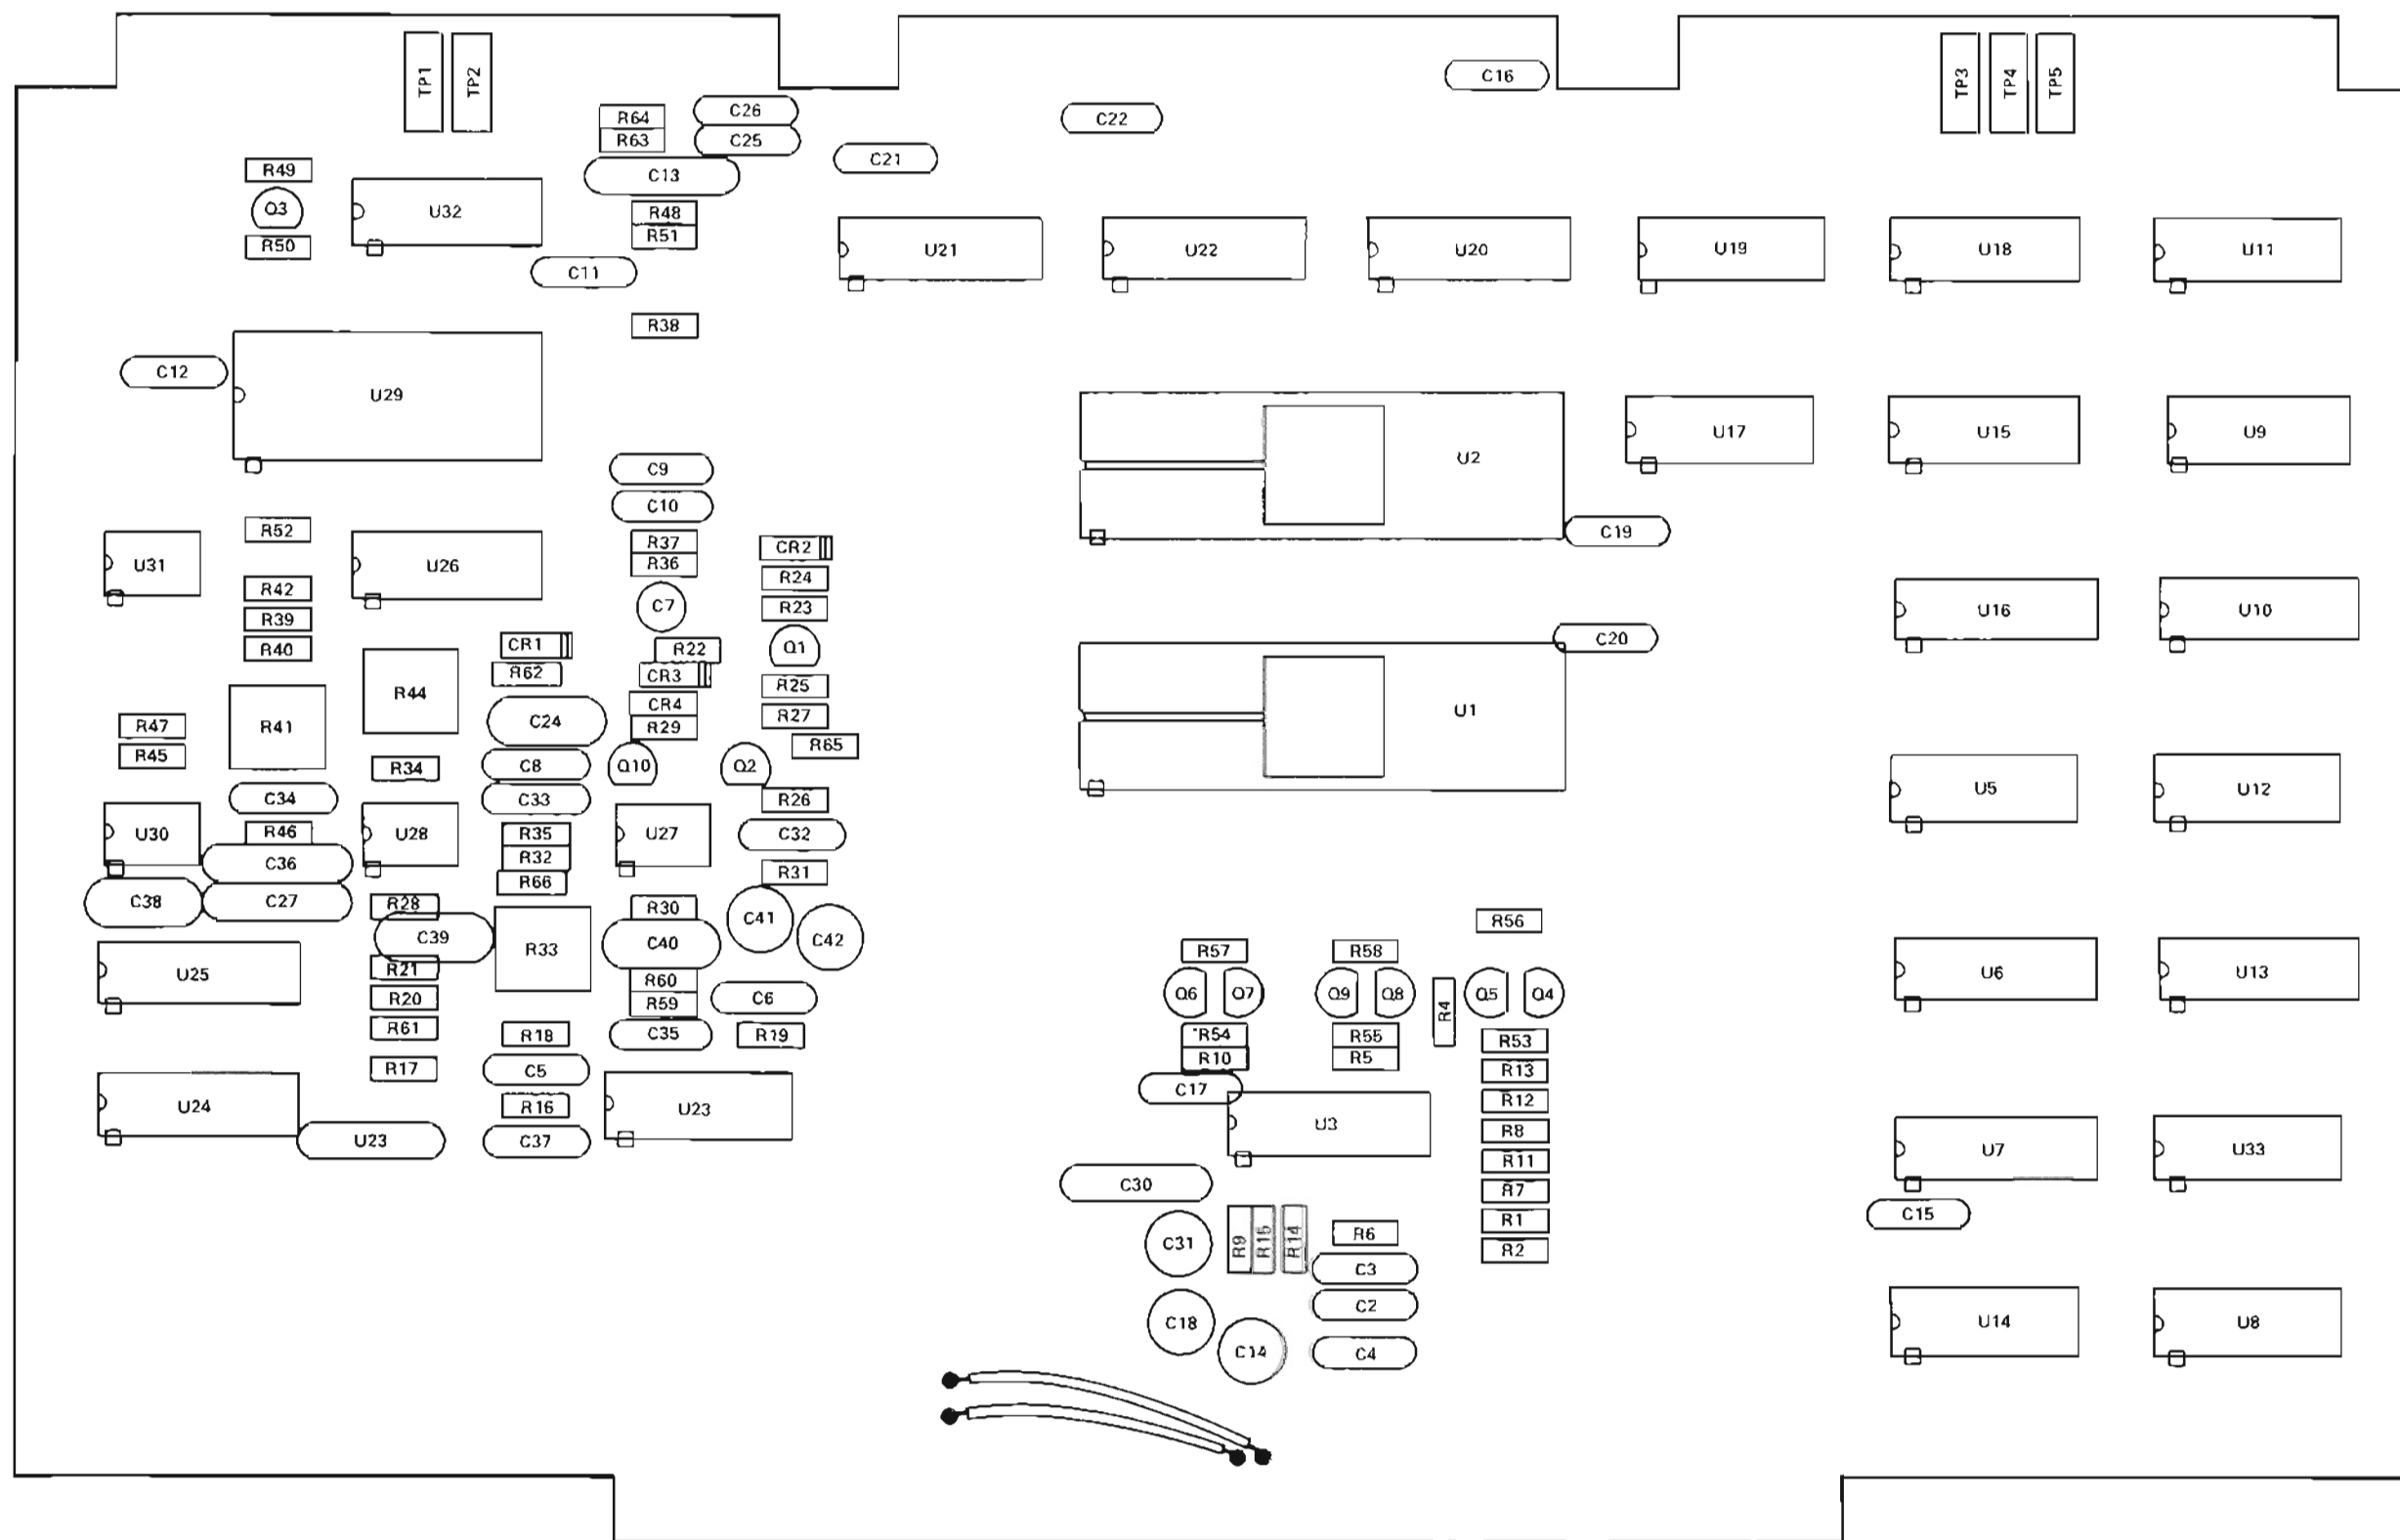 TP1 TP2 TP3 TP4 TP5
C16
C26
R64 C22
R63 C25
C21
R49 C13
Q3 U32 R48
R51
R50 U21 U22 U20 U19 U18 U11
C11
R38
C12
U29
U2 U17 U15 U9
C9
C10
R52 C19
R37 CR2
U31 U26 R36
R24
R42 C7 R23 U16 U10
R39
R40 CR1 R22 Q1 C20
R62 CR3
R44 R25
CR4
R47 R41 C24 R29 R27 U1
R45 R65
R34 C8 Q10 Q2
C34 C33 R26 U5 U12
U30 R46 U28 R35 U27 C32
C36 R32
R66 R31
C38 C27 R28 R30 C41 R56
C39 R33 C40 C42 R57 R58
U25 R21 R60 U6 U13
R20 R59 C6 Q6 Q7 Q9 Q8 R4 Q5 Q4
R61 R18 C35 R19 R54 R55 R53
R17 C5 R10 R5 R13
C17
U24 R16 U23 R12
U3
U23 C37 R8
R11 U7 U33
C30 R7
C15
R1
C31 R9 R15 R14 R6 R2
C3
C2
C18 U14 U8
C14 C4